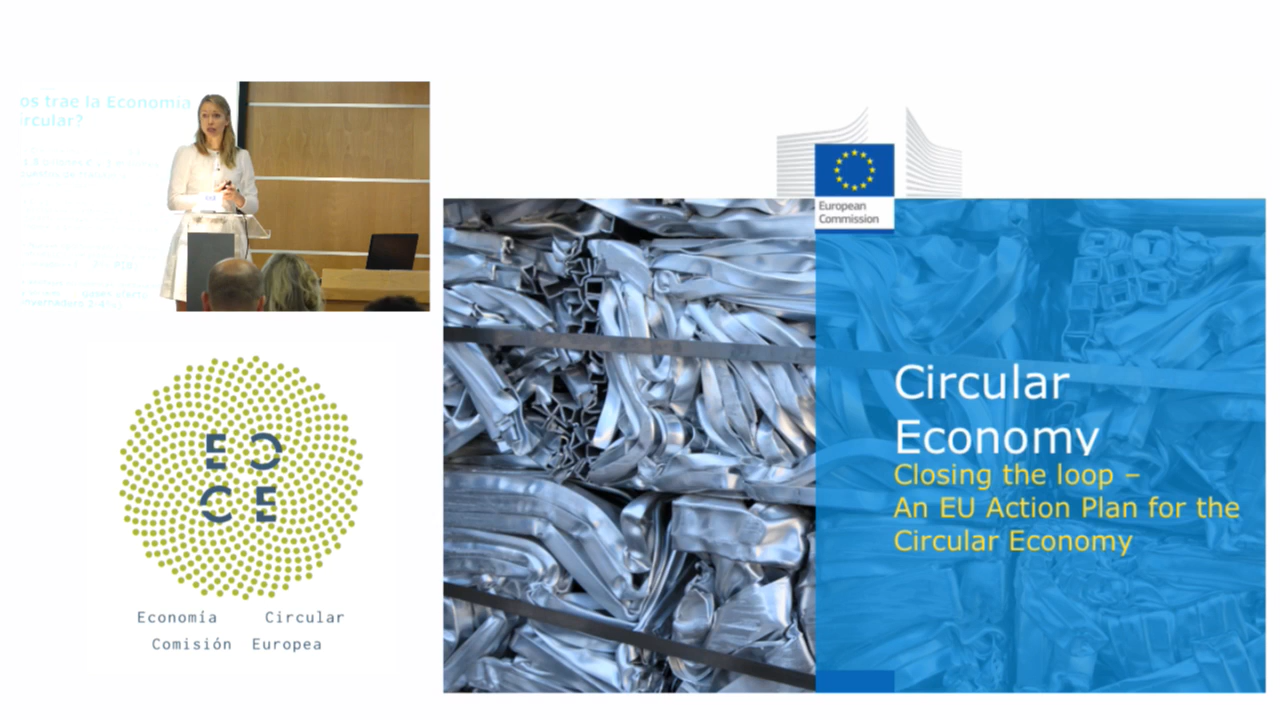 os trae la Economía
ircular?
EC
CE
Economía Circular
Comisión Europea
European
Commission
Circular
Economy
Closing the loop –
An EU Action Plan for the
Circular Economy